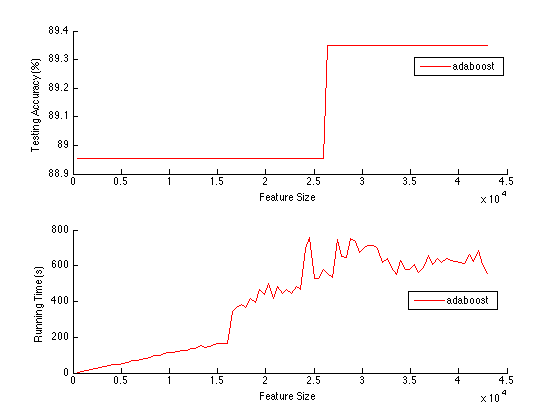 89.4
89.3
89.2
89.1
89
88.9
Testing Accuracy (%)
adaboost
0 0.5 1 1.5 2 2.5 3 3.5 4 4.5
Feature Size
x 10^4
800
600
400
200
0
Running Time (s)
adaboost
0 0.5 1 1.5 2 2.5 3 3.5 4 4.5
Feature Size
x 10^4